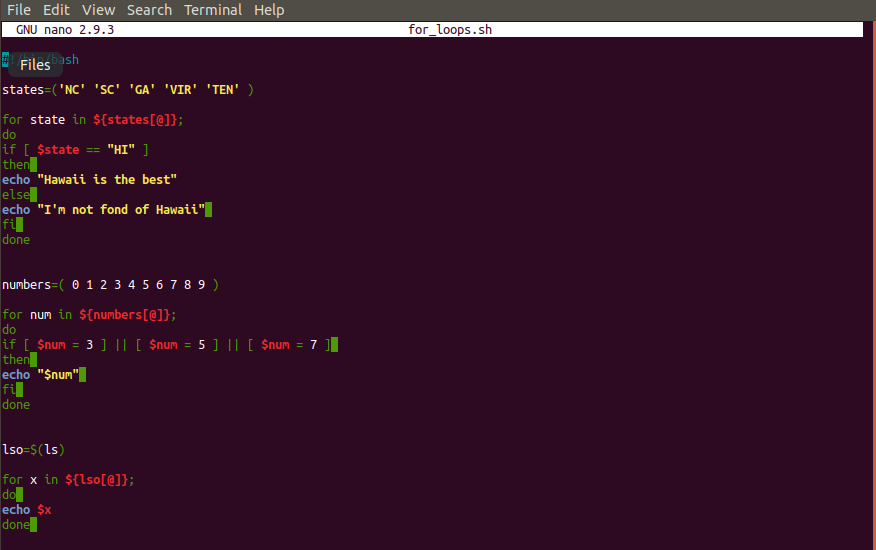 File Edit View Search Terminal Help
GNU nano 2.9.3 for_loops.sh
bash
Files
states=('NC' 'SC' 'GA' 'VIR' 'TEN' )
for state in ${states[@]};
do
if [ $state == "HI" ]
then
echo "Hawaii is the best"
else
echo "I'm not fond of Hawaii"
fi
done
numbers=( 0 1 2 3 4 5 6 7 8 9 )
for num in ${numbers[@]};
do
if [ $num = 3 ] || [ $num = 5 ] || [ $num = 7 ]
then
echo "$num"
fi
done
lso=$(ls)
for x in ${lso[@]};
do
echo $x
done